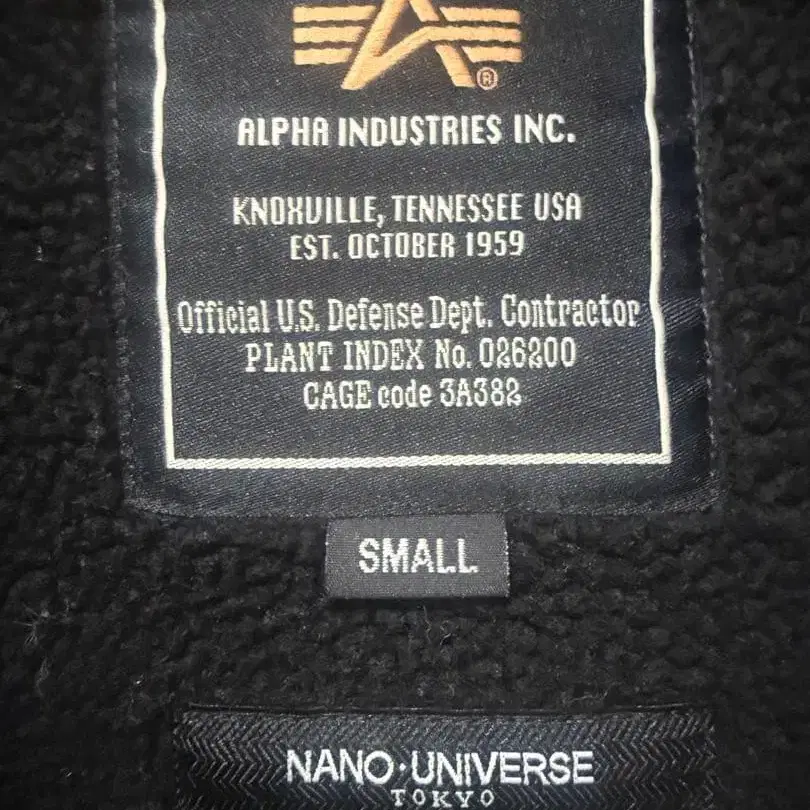 ®
ALPHA INDUSTRIES INC.
KNOXVILLE, TENNESSEE USA
EST. OCTOBER 1959
Official U.S. Defense Dept. Contractor
PLANT INDEX No. 026200
CAGE code 3A382
SMALL
NANO·UNIVERSE
TOKYO